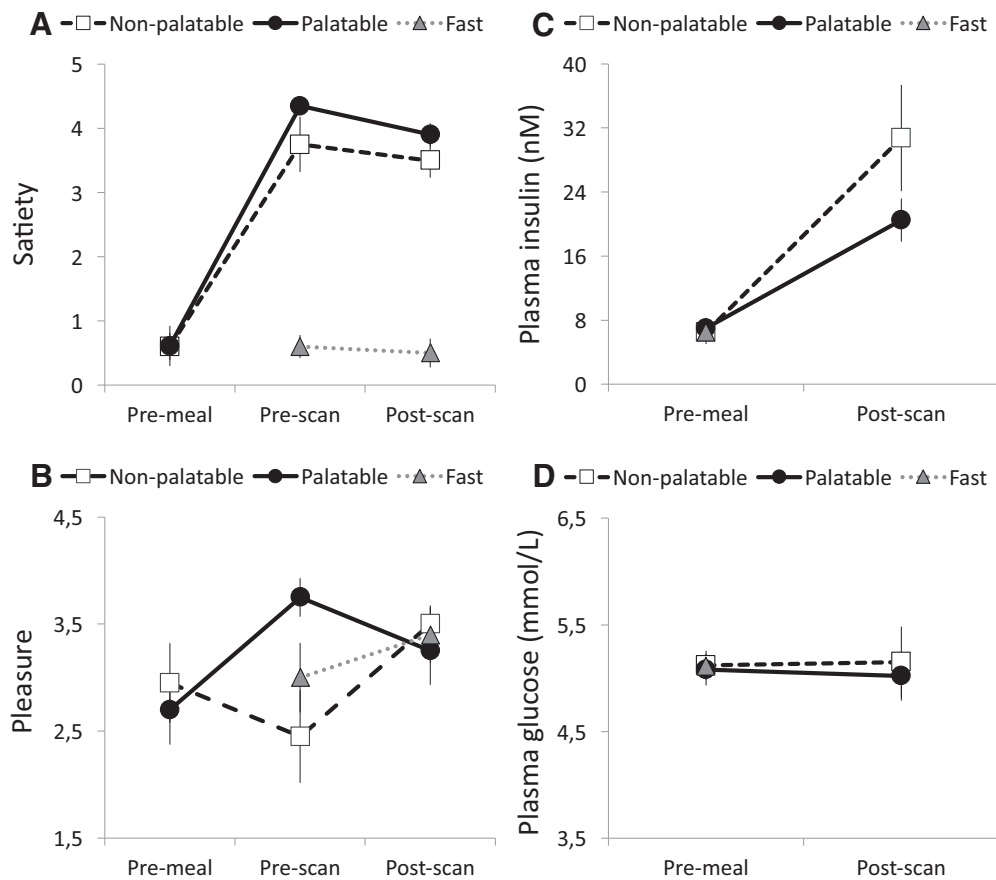 A Non-palatable Palatable Fast
5
4
3
2
1
0
Satiety
Pre-meal Pre-scan Post-scan
C Non-palatable Palatable Fast
40
32
24
16
8
0
Plasma insulin (nM)
Pre-meal Post-scan
B Non-palatable Palatable Fast
4,5
3,5
2,5
1,5
Pleasure
Pre-meal Pre-scan Post-scan
D Non-palatable Palatable Fast
6,5
5,5
4,5
3,5
Plasma glucose (mmol/L)
Pre-meal Post-scan